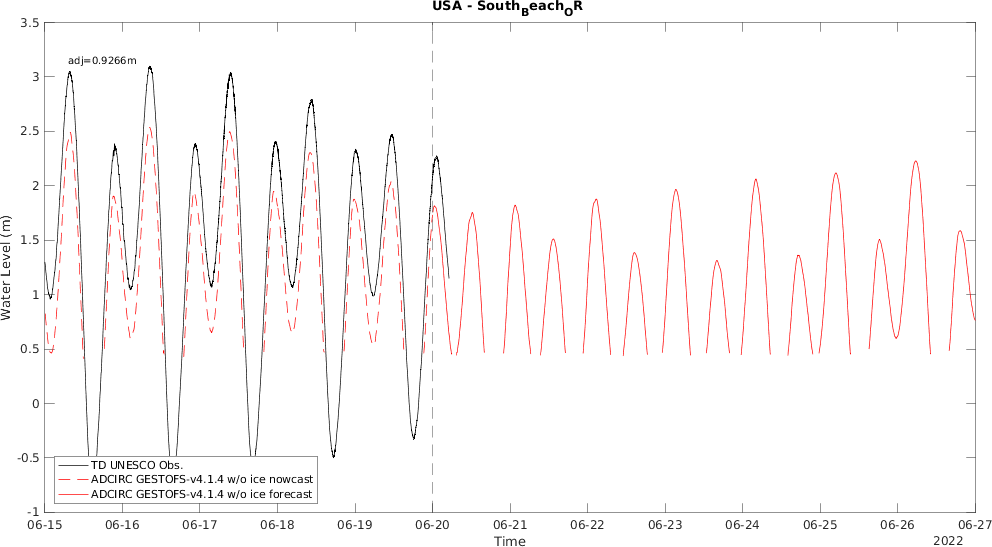 USA - South_Beach_OR
adj=0.9266m
3.5
3
2.5
2
1.5
1
0.5
0
-0.5
-1
Water Level (m)
TD UNESCO Obs.
ADCIRC GESTOFS-v4.1.4 w/o ice nowcast
ADCIRC GESTOFS-v4.1.4 w/o ice forecast
06-15 06-16 06-17 06-18 06-19 06-20 06-21 06-22 06-23 06-24 06-25 06-26 06-27
Time
2022